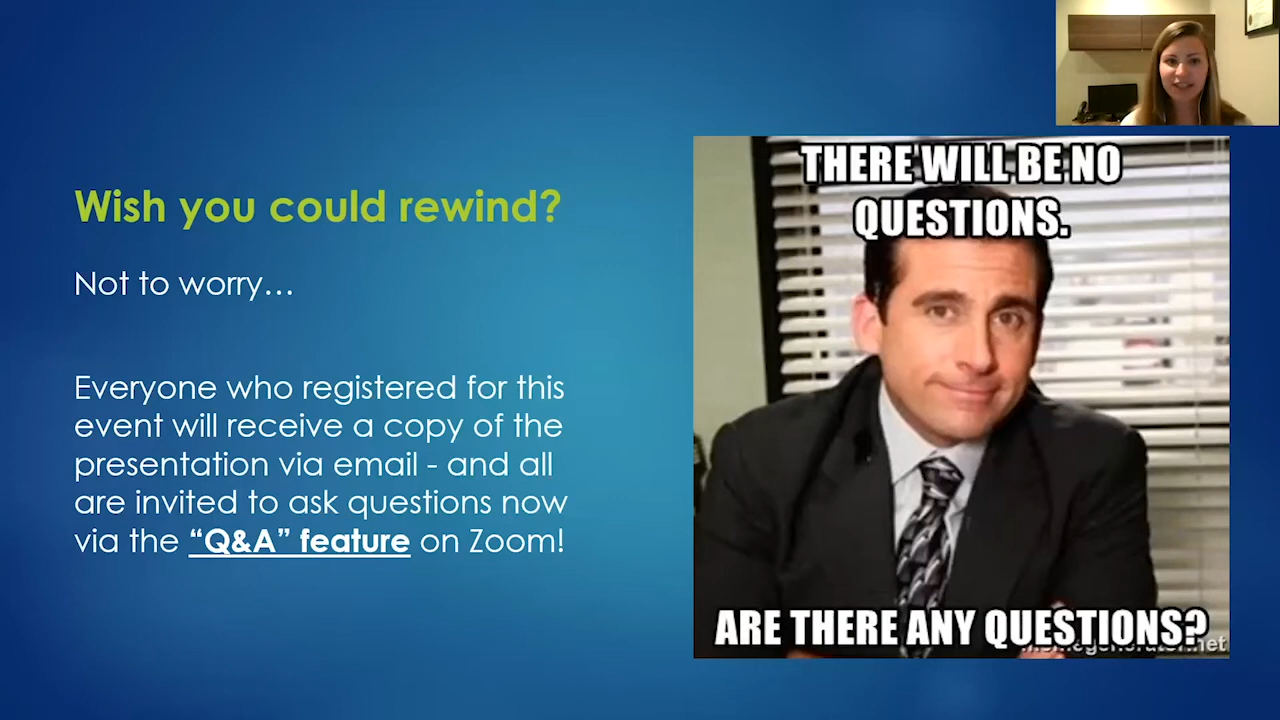 Wish you could rewind?
Not to worry…
Everyone who registered for this
event will receive a copy of the
presentation via email - and all
are invited to ask questions now
via the “Q&A” feature on Zoom!
THERE WILL BE NO
QUESTIONS.
ARE THERE ANY QUESTIONS?